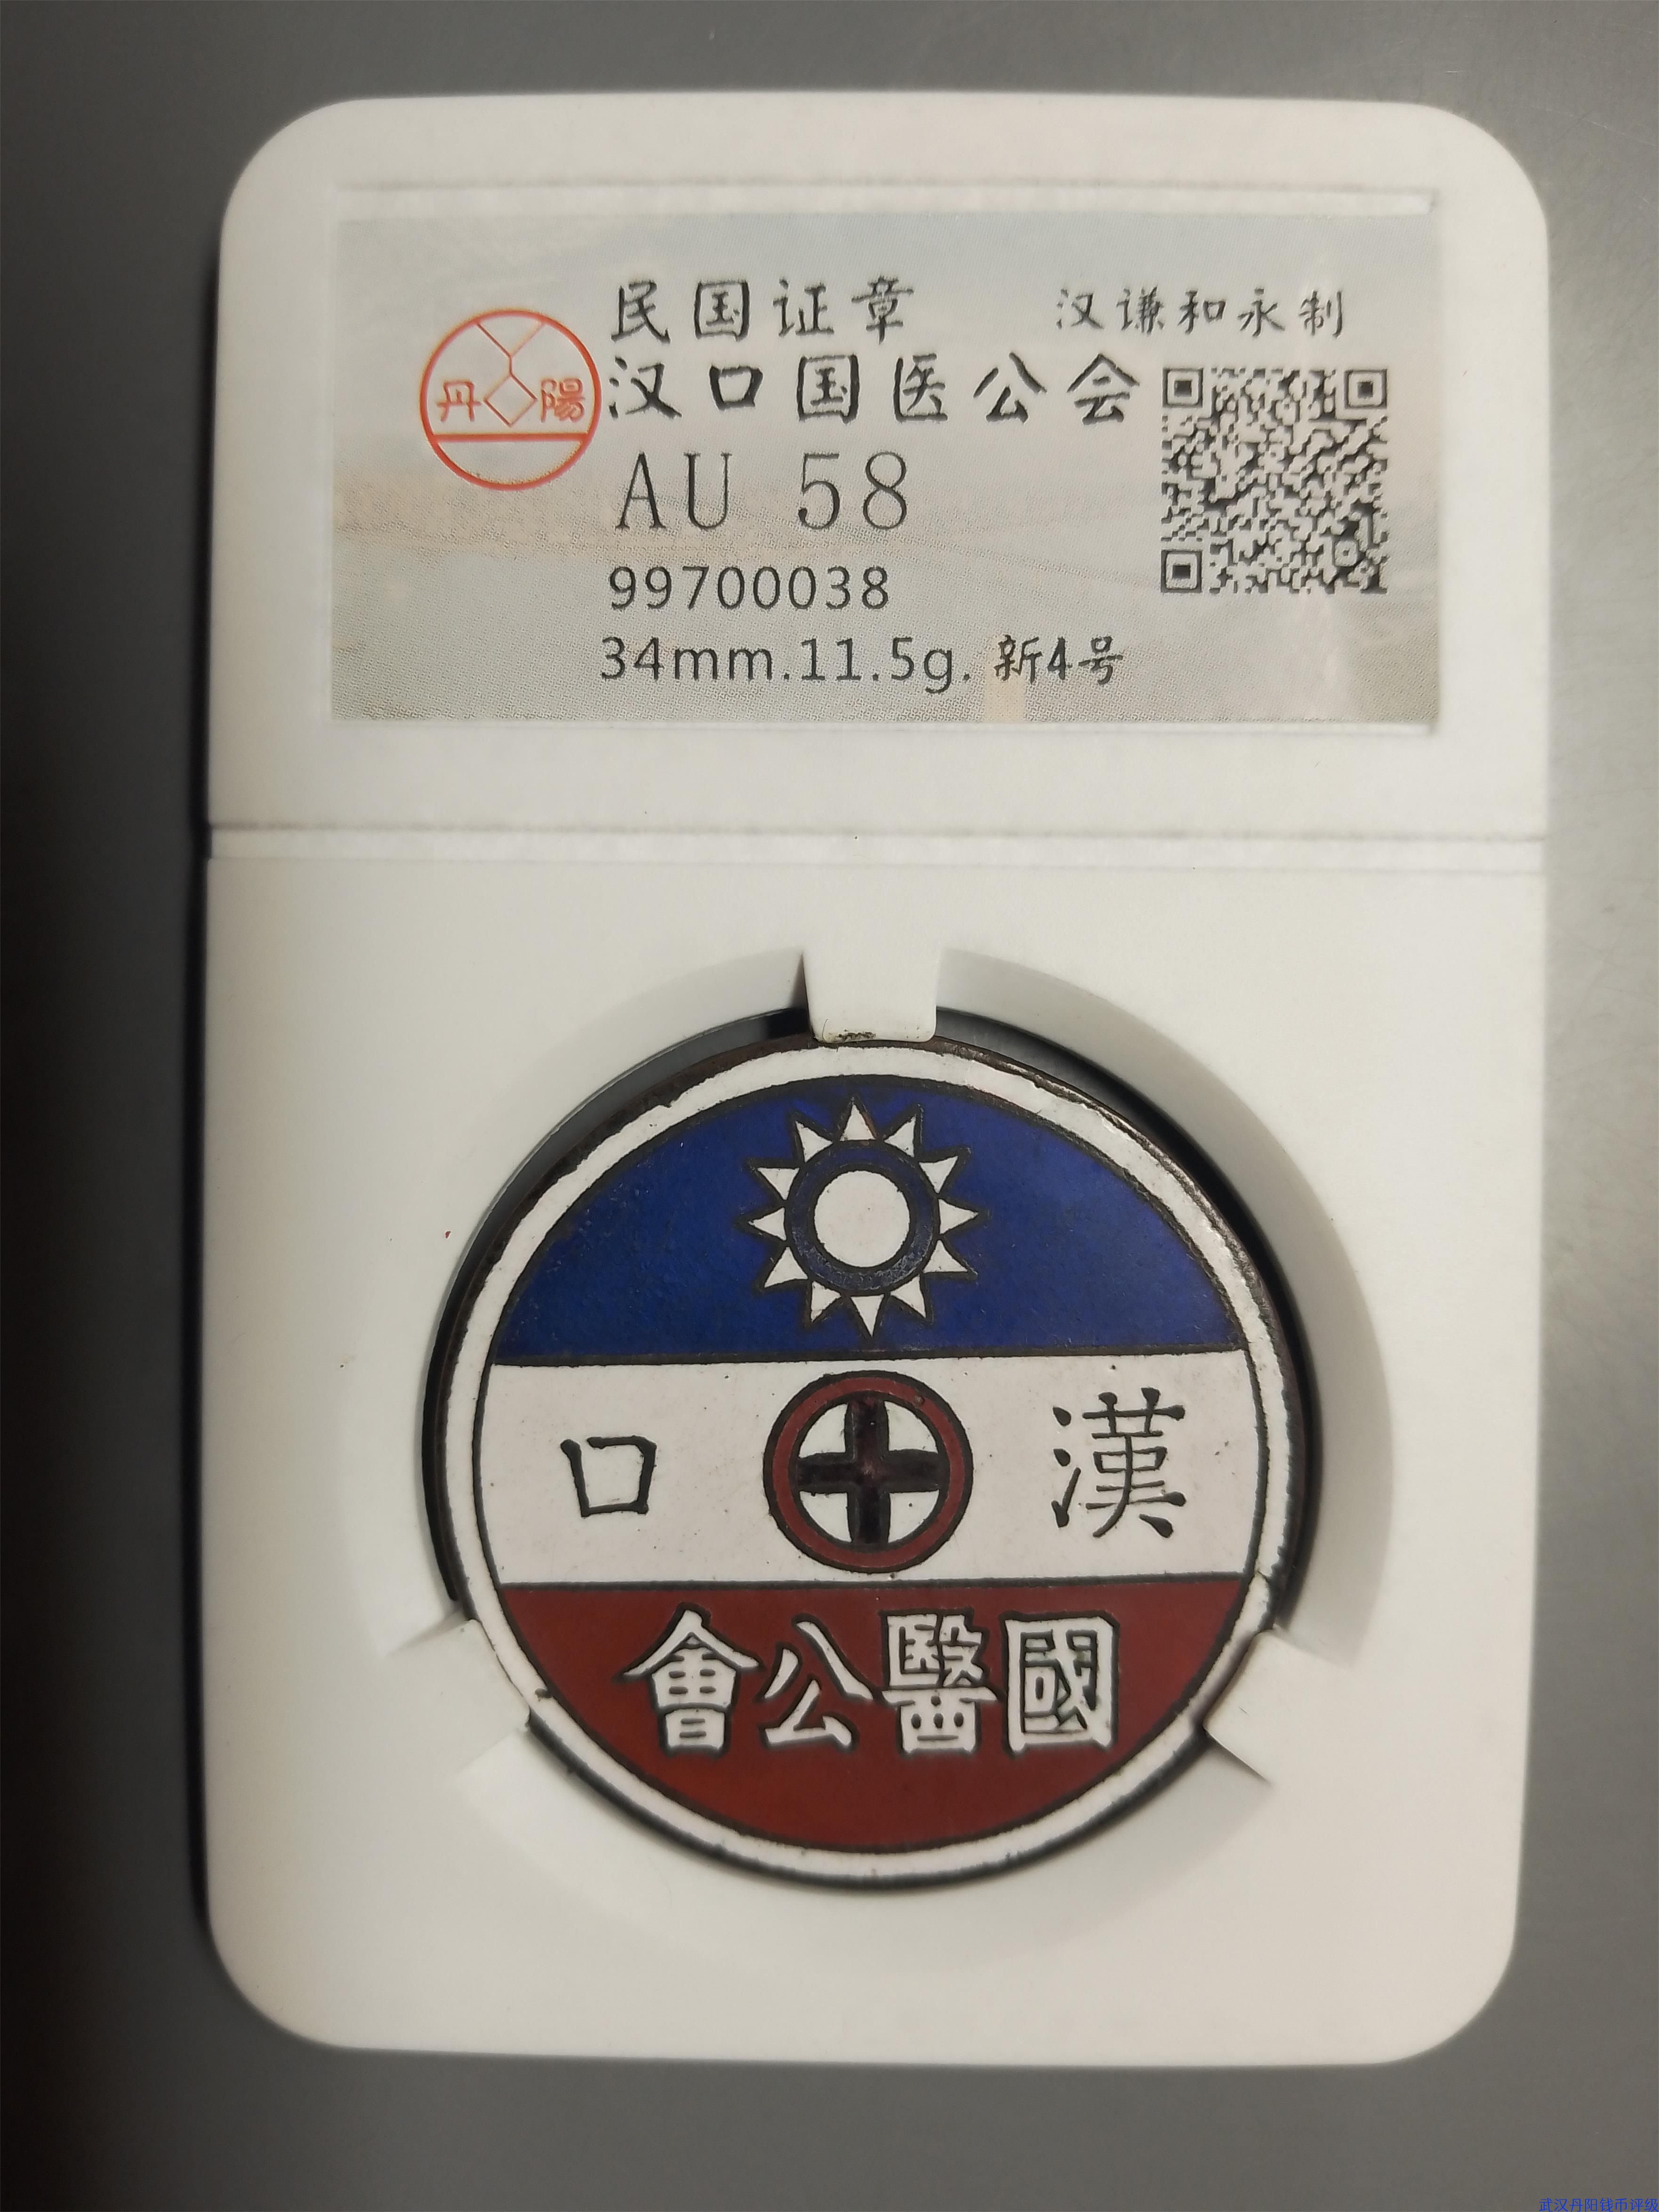 民国证章 汉谦和永制
丹陽
汉口国医公会
AU 58
99700038
34mm.11.5g. 新4号
漢口
國醫公會
武汉丹阳钱币评级